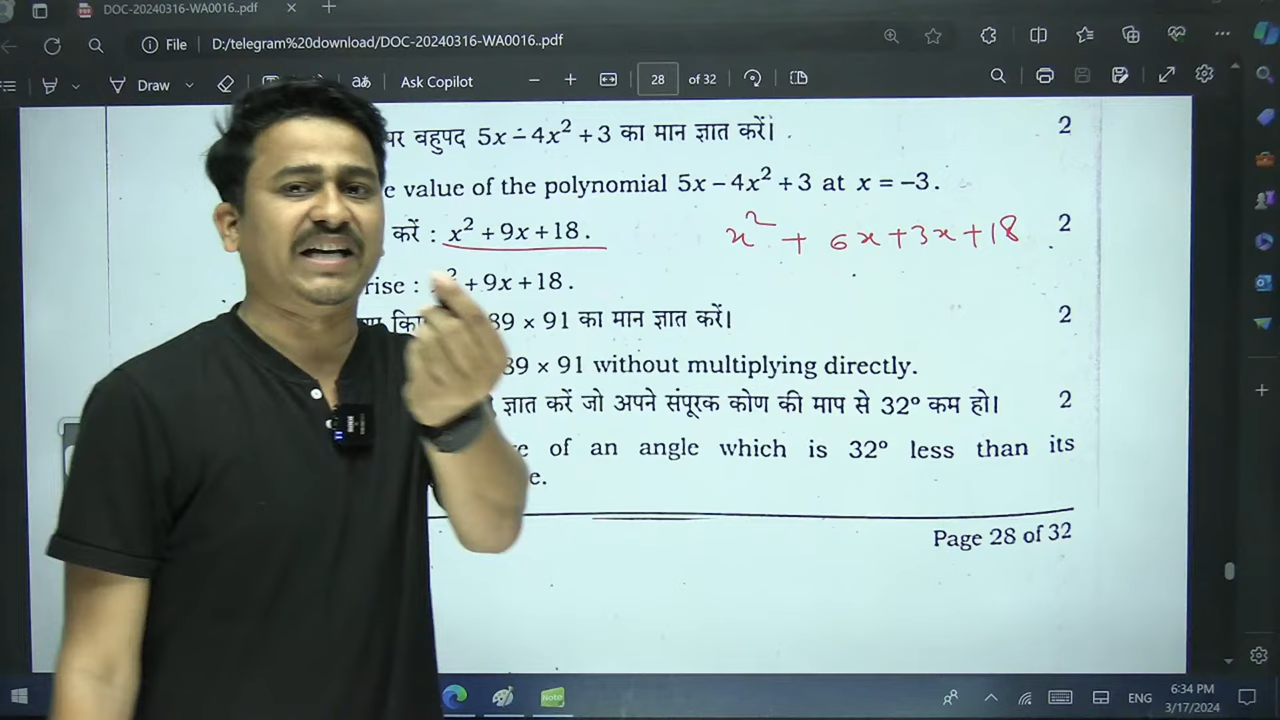 DOC-20240316-WA0016..pdf
File D:/telegram%20download/DOC-20240316-WA0016..pdf
Draw aあ Ask Copilot 28 of 32
पर बहुपद 5x – 4x² + 3 का मान ज्ञात करें। 2
value of the polynomial 5x – 4x² + 3 at x = –3.
करें : x² + 9x + 18. x² + 6x + 3x + 18 2
+ 9x + 18.
89 × 91 का मान ज्ञात करें। 2
89 × 91 without multiplying directly.
ज्ञात करें जो अपने संपूरक कोण की माप से 32° कम हो। 2
of an angle which is 32° less than its
Page 28 of 32
6:34 PM
ENG
3/17/2024